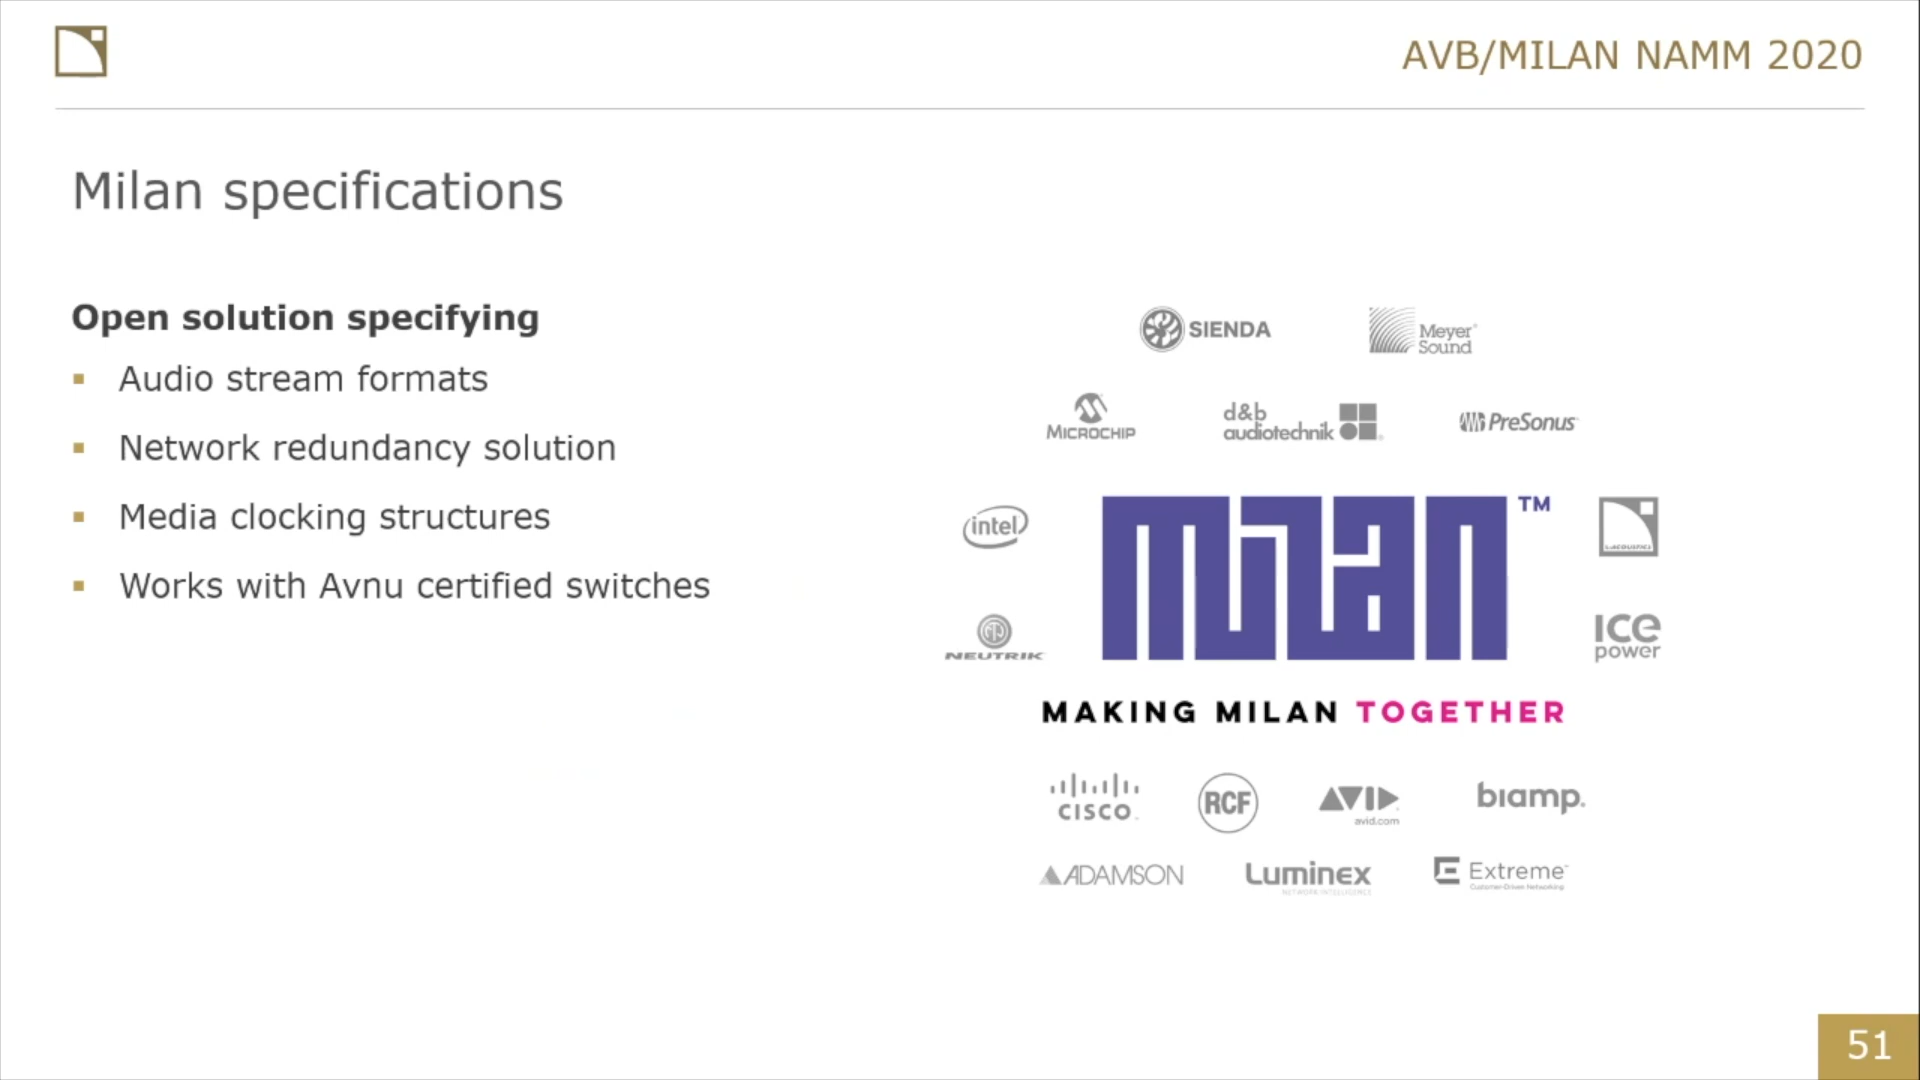 AVB/MILAN NAMM 2020
Milan specifications
Open solution specifying
▪ Audio stream formats
▪ Network redundancy solution
▪ Media clocking structures
▪ Works with Avnu certified switches
SIENDA
Meyer Sound
MICROCHIP
d&b audiotechnik
PreSonus
intel
milan™
L-ACOUSTICS
NEUTRIK
ICE power
MAKING MILAN TOGETHER
CISCO
RCF
AVID
avid.com
biamp.
ADAMSON
Luminex
NETWORK INTELLIGENCE
Extreme
Customer-Driven Networking
51